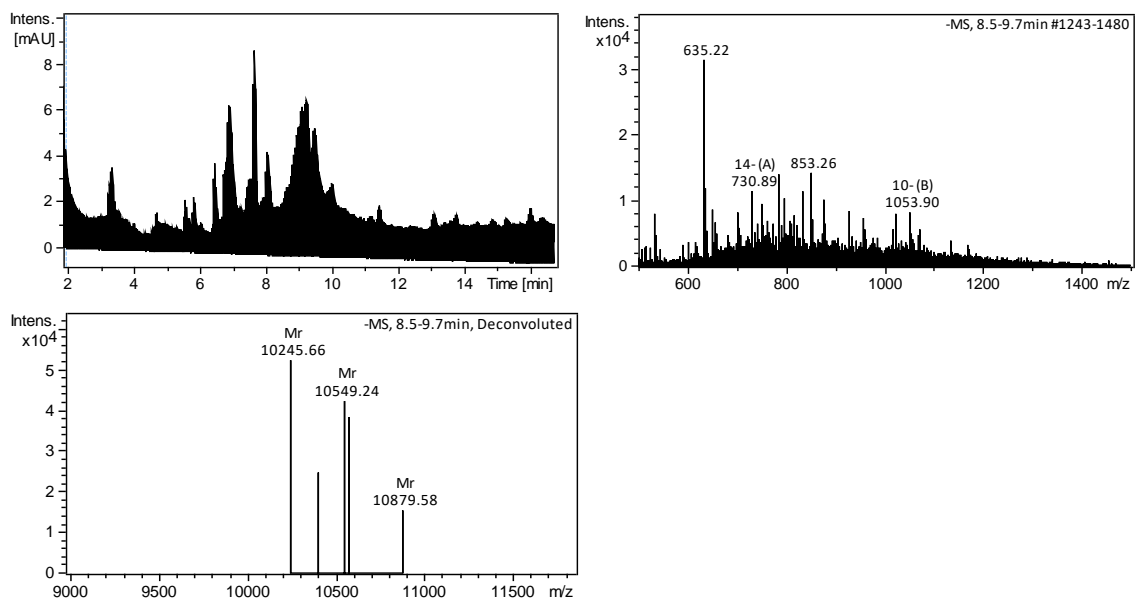 Intens.
[mAU]
8
6
4
2
0
2 4 6 8 10 12 14 Time [min]
Intens.
x10⁴
-MS, 8.5-9.7min #1243-1480
635.22
3
2
14- (A)
730.89
853.26
10- (B)
1053.90
1
0
600 800 1000 1200 1400 m/z
Intens.
x10⁴
-MS, 8.5-9.7min, Deconvoluted
Mr
10245.66
Mr
10549.24
Mr
10879.58
5
4
3
2
1
0
9000 9500 10000 10500 11000 11500 m/z